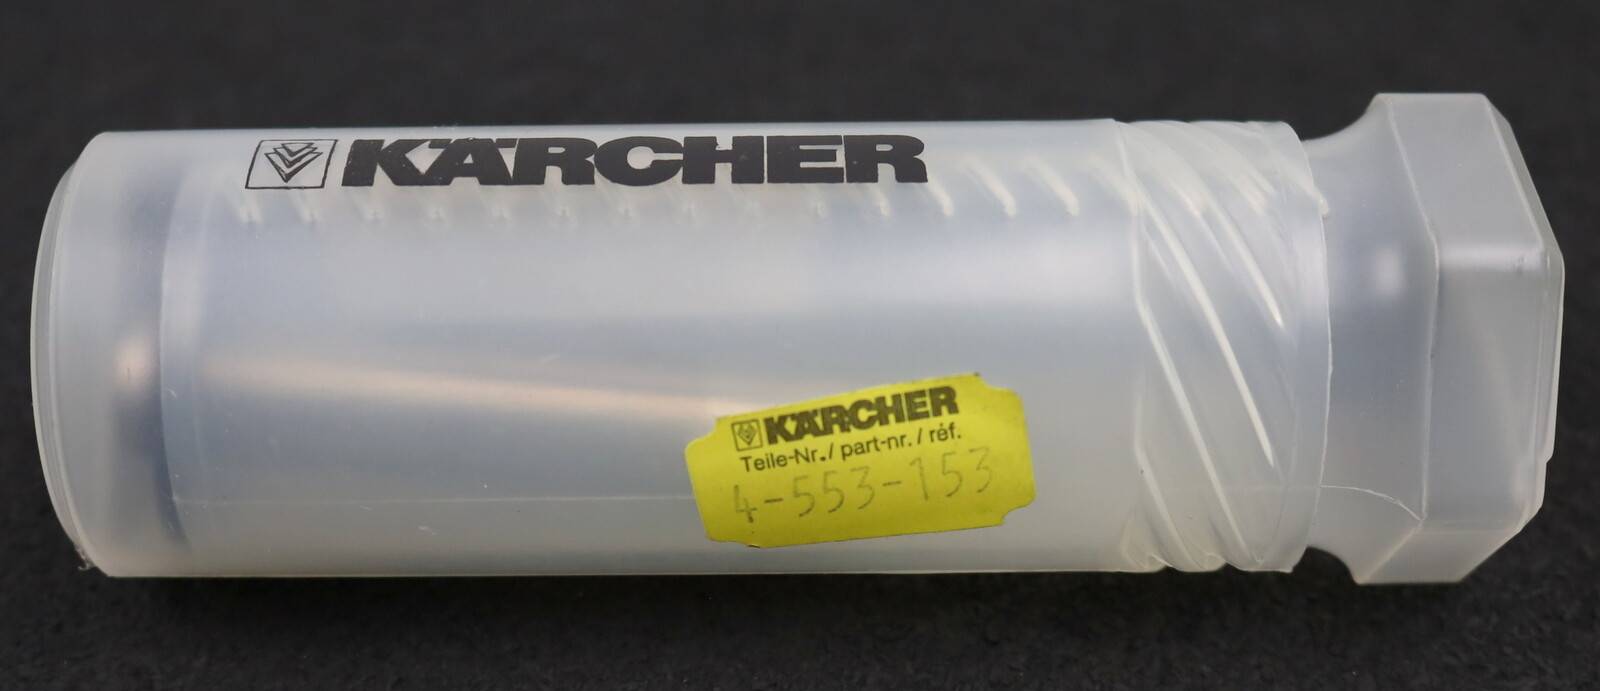 KÄRCHER
KÄRCHER
Teile-Nr./ part-nr. / réf.
4-553-153